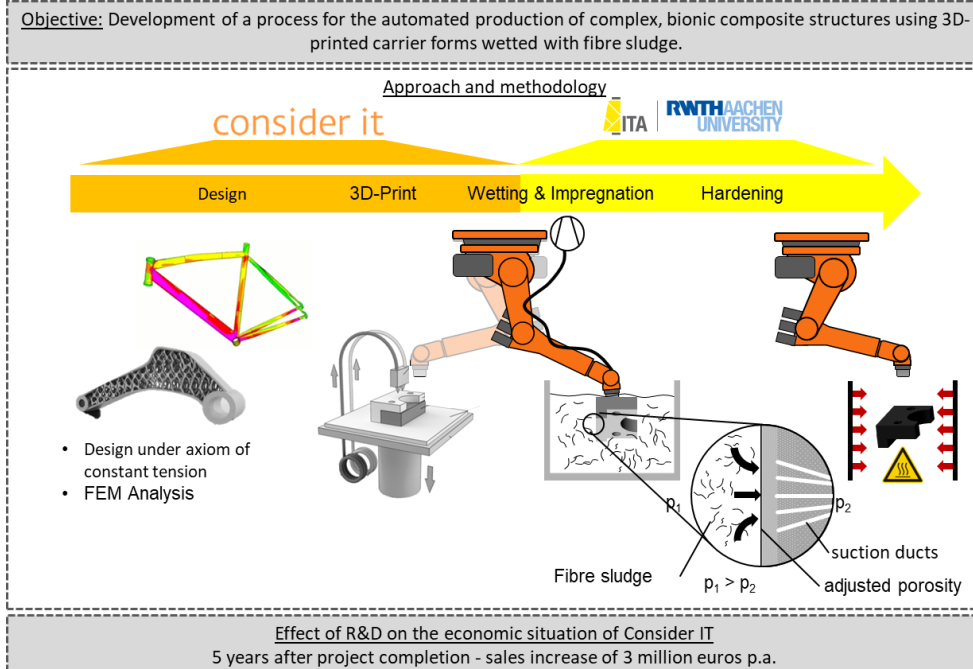 Objective: Development of a process for the automated production of complex, bionic composite structures using 3D-
printed carrier forms wetted with fibre sludge.
Approach and methodology
consider it
ITA
RWTHAACHEN
UNIVERSITY
Design
3D-Print
Wetting & Impregnation
Hardening
• Design under axiom of
constant tension
• FEM Analysis
p₁
p₂
suction ducts
Fibre sludge
p₁ > p₂
adjusted porosity
Effect of R&D on the economic situation of Consider IT
5 years after project completion - sales increase of 3 million euros p.a.